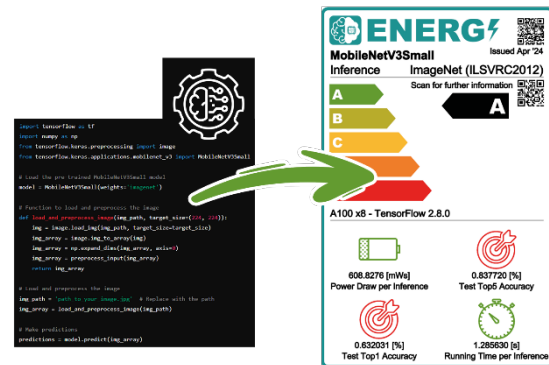 import tensorflow as tf
import numpy as np
from tensorflow.keras.preprocessing import image
from tensorflow.keras.applications.mobilenet_v3 import MobileNetV3Small
# Load the pre trained MobileNetV3Small model
model = MobileNetV3Small(weights='imagenet')
# Function to load and preprocess the image
def load_and_preprocess_image(img_path, target_size=(224, 224)):
img = image.load_img(img_path, target_size=target_size)
img_array = image.img_to_array(img)
img_array = np.expand_dims(img_array, axis=0)
img_array = preprocess_input(img_array)
return img_array
# Load and preprocess the image
img_path = 'path to your image.jpg' # Replace with the path
img_array = load_and_preprocess_image(img_path)
# Make predictions
predictions = model.predict(img_array)
ENERG
MobileNetV3Small
Issued Apr '24
Inference
ImageNet (ILSVRC2012)
Scan for further information
A
A
B
C
A100 x8 - TensorFlow 2.8.0
608.8276 [mWs]
Power Draw per Inference
0.837720 [%]
Test Top5 Accuracy
0.632031 [%]
Test Top1 Accuracy
1.285630 [s]
Running Time per Inference